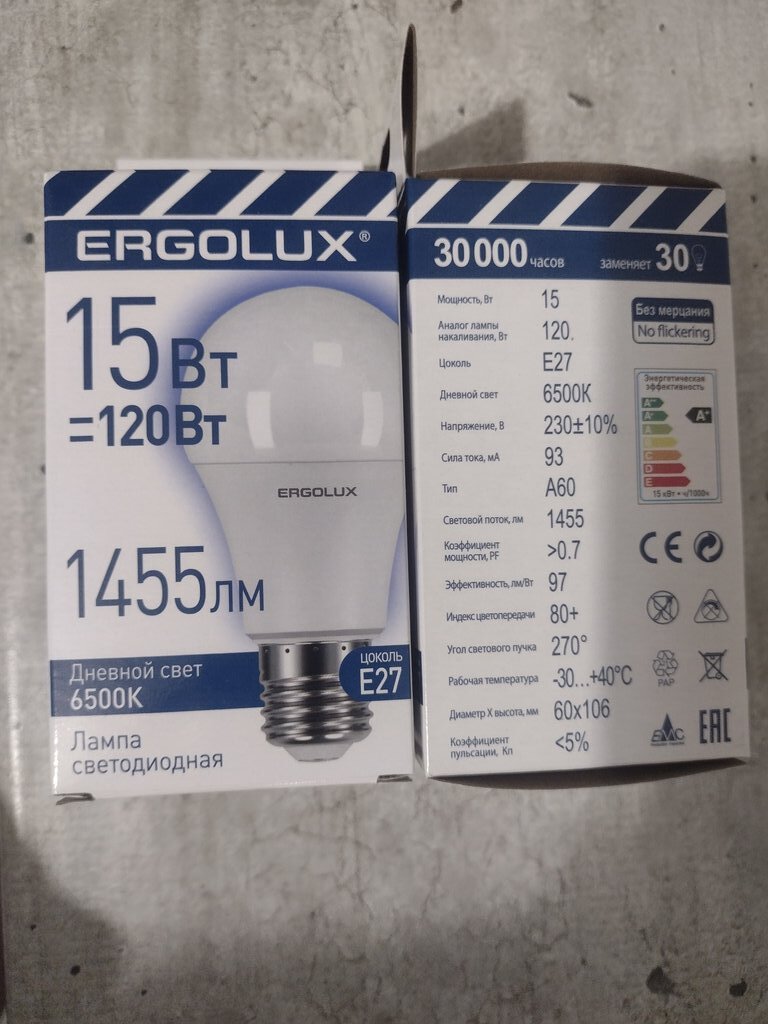 ERGOLUX®
15Вт
=120Вт
ERGOLUX
1455лм
Дневной свет
6500K
ЦОКОЛЬ
E27
Лампа
светодиодная
30 000 часов заменяет 30
Мощность, Вт 15
Аналог лампы
накаливания, Вт 120
Цоколь E27
Дневной свет 6500K
Напряжение, В 230±10%
Сила тока, мА 93
Тип A60
Световой поток, лм 1455
Коэффициент
мощности, PF >0.7
Эффективность, лм/Вт 97
Индекс цветопередачи 80+
Угол светового пучка 270°
Рабочая температура -30...+40°C
Диаметр X высота, мм 60x106
Коэффициент
пульсации, Кп <5%
Без мерцания
No flickering
Энергетическая
эффективность
A++
A+
A
B
C
D
E
A+
15 кВт • ч/1000ч
CE
PAP
EMC
EAC